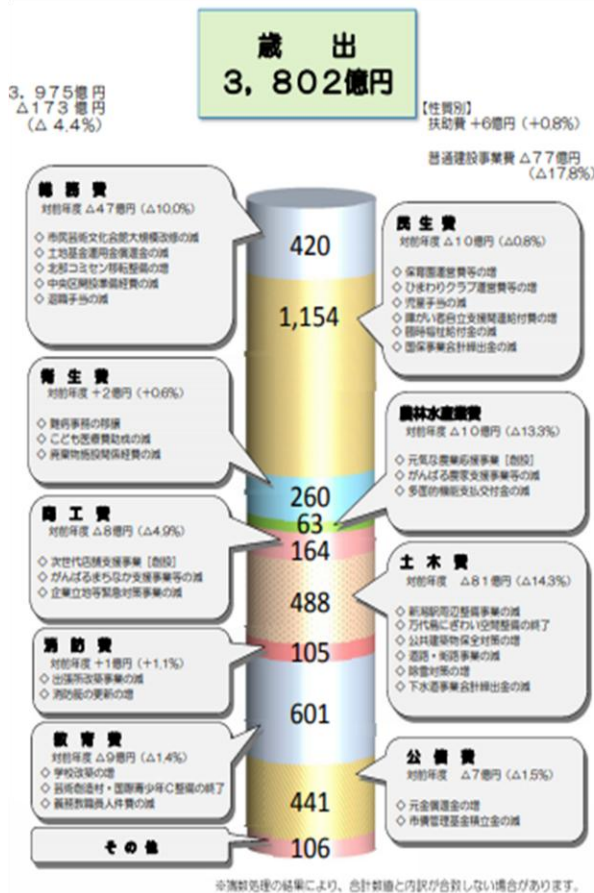 歳 出
3，802億円
3．975億円
△173億円
(△ 4.4%)
【性質別】
扶助費 +6億円 (+0.8%)
普通建設事業費 △77億円
(△17.8%)
総 務 費
対前年度 △47億円 (△10.0%)
◇ 市民芸術文化会館大規模改修の減
◇ 土地基金運用金償還金の減
◇ 北部コミセン移転整備の増
◇ 中央区開設準備経費の減
◇ 退職手当の減
民 生 費
対前年度 △10億円 (△0.8%)
◇ 保育園運営費等の増
◇ ひまわりクラブ運営費等の増
◇ 児童手当の減
◇ 障がい者自立支援関連給付費の増
◇ 臨時福祉給付金の減
◇ 国保事業会計繰出金の減
衛 生 費
対前年度 +2億円 (+0.6%)
◇ 難病事務の移譲
◇ こども医療費助成の減
◇ 廃棄物施設関係経費の減
農林水産業費
対前年度 △10億円 (△13.3%)
◇ 元気な農業応援事業 [創設]
◇ がんばる農家支援事業等の減
◇ 多面的機能支払交付金の減
商 工 費
対前年度 △8億円 (△4.9%)
◇ 次世代店舗支援事業 [創設]
◇ がんばるまちなか支援事業等の減
◇ 企業立地等緊急対策事業の減
土 木 費
対前年度 △81億円 (△14.3%)
◇ 新潟駅周辺整備事業の減
◇ 万代島にぎわい空間整備の終了
◇ 公共建築物保全対策の増
◇ 道路・街路事業の減
◇ 除雪対策の増
◇ 下水道事業会計繰出金の減
消 防 費
対前年度 +1億円 (+1.1%)
◇ 出張所改築事業の減
◇ 消防艇の更新の増
教 育 費
対前年度 △9億円 (△1.4%)
◇ 学校改築の増
◇ 芸術創造村・国際青少年C整備の終了
◇ 義務教職員人件費の減
公 債 費
対前年度 △7億円 (△1.5%)
◇ 元金償還金の増
◇ 市債管理基金積立金の減
そ の 他
420
1,154
260
63
164
488
105
601
441
106
※端数処理の結果により、合計数値と内訳が合致しない場合があります。